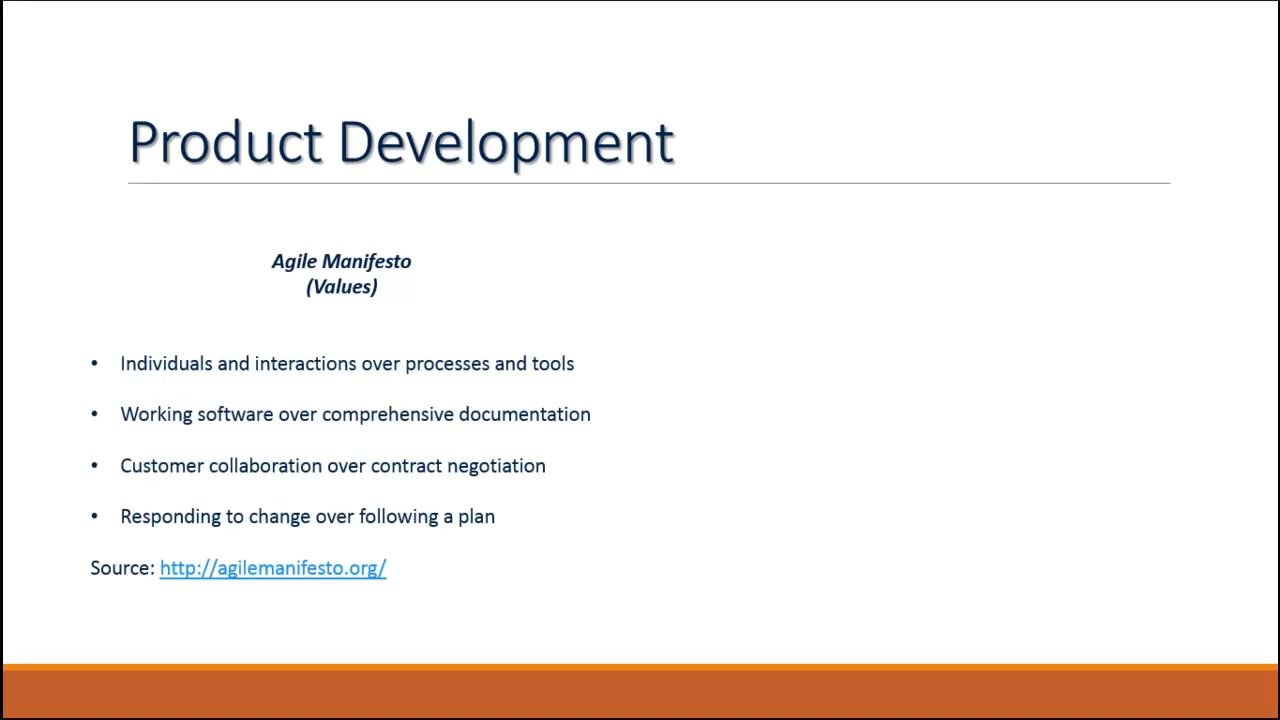 Product Development
Agile Manifesto
(Values)
• Individuals and interactions over processes and tools
• Working software over comprehensive documentation
• Customer collaboration over contract negotiation
• Responding to change over following a plan
Source: http://agilemanifesto.org/